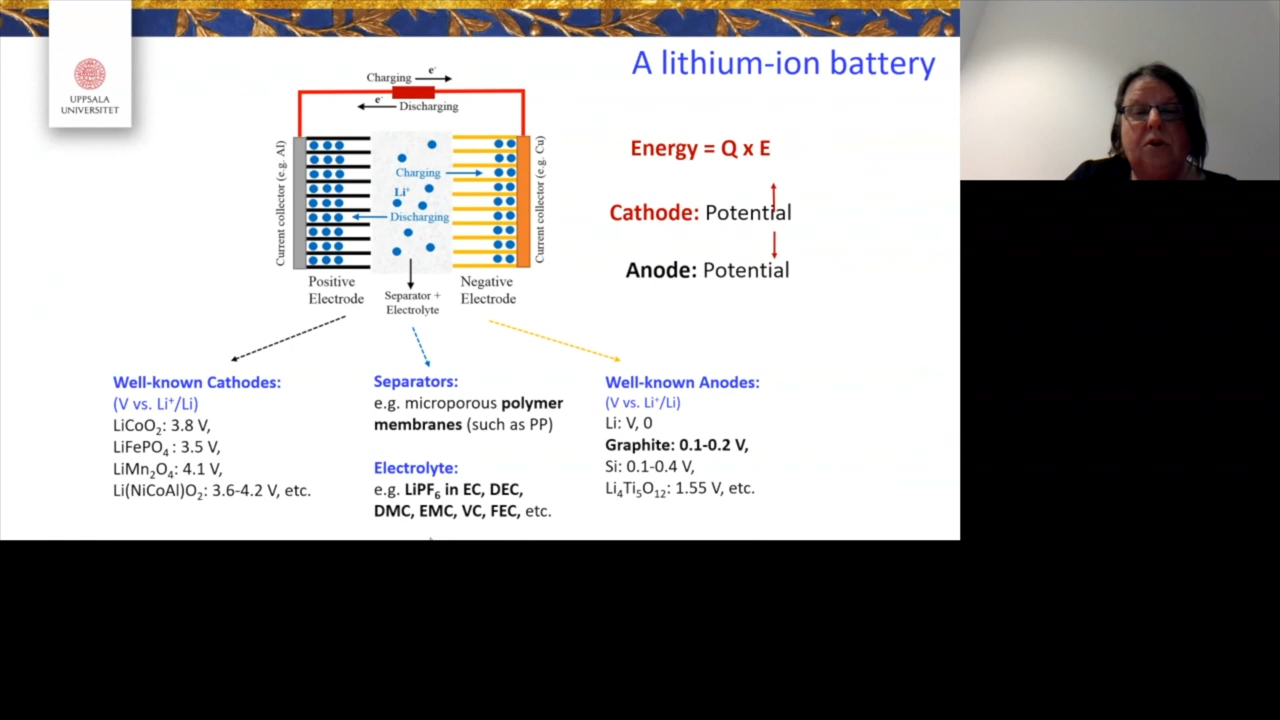 UPPSALA
UNIVERSITET
A lithium-ion battery
Charging e-
e- Discharging
Current collector (e.g. Al)
Charging
Li⁺
Discharging
Current collector (e.g. Cu)
Positive
Electrode
Separator +
Electrolyte
Negative
Electrode
Energy = Q x E
Cathode: Potential
Anode: Potential
Well-known Cathodes:
(V vs. Li⁺/Li)
LiCoO₂: 3.8 V,
LiFePO₄ : 3.5 V,
LiMn₂O₄: 4.1 V,
Li(NiCoAl)O₂: 3.6-4.2 V, etc.
Separators:
e.g. microporous polymer
membranes (such as PP)
Electrolyte:
e.g. LiPF₆ in EC, DEC,
DMC, EMC, VC, FEC, etc.
Well-known Anodes:
(V vs. Li⁺/Li)
Li: V, 0
Graphite: 0.1-0.2 V,
Si: 0.1-0.4 V,
Li₄Ti₅O₁₂: 1.55 V, etc.